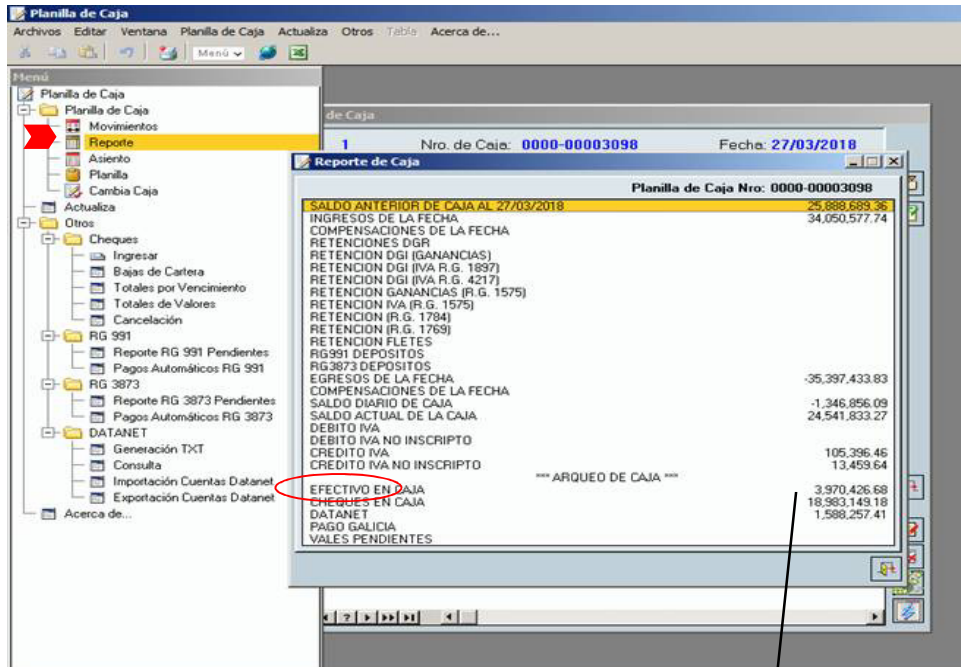 Planilla de Caja
Archivos Editar Ventana Planilla de Caja Actualiza Otros Tabla Acerca de...
Menú
Menú
Planilla de Caja
Planilla de Caja
Movimientos
Reporte
Asiento
Planilla
Cambia Caja
Actualiza
Otros
Cheques
Ingresar
Bajas de Cartera
Totales por Vencimiento
Totales de Valores
Cancelación
RG 991
Reporte RG 991 Pendientes
Pagos Automáticos RG 991
RG 3873
Reporte RG 3873 Pendientes
Pagos Automáticos RG 3873
DATANET
Generación TXT
Consulta
Importación Cuentas Datanet
Exportación Cuentas Datanet
Acerca de...
de Caja
1 Nro. de Caja: 0000-00003098 Fecha: 27/03/2018
Reporte de Caja
Planilla de Caja Nro: 0000-00003098
SALDO ANTERIOR DE CAJA AL 27/03/2018 25,888,689.36
INGRESOS DE LA FECHA 34,050,577.74
COMPENSACIONES DE LA FECHA
RETENCIONES DGR
RETENCION DGI (GANANCIAS)
RETENCION DGI (IVA R.G. 1897)
RETENCION DGI (IVA R.G. 4217)
RETENCION GANANCIAS (R.G. 1575)
RETENCION IVA (R.G. 1575)
RETENCION (R.G. 1784)
RETENCION (R.G. 1769)
RETENCION FLETES
RG991 DEPOSITOS
RG3873 DEPOSITOS
EGRESOS DE LA FECHA -35,397,433.83
COMPENSACIONES DE LA FECHA
SALDO DIARIO DE CAJA -1,346,856.09
SALDO ACTUAL DE LA CAJA 24,541,833.27
DEBITO IVA
DEBITO IVA NO INSCRIPTO
CREDITO IVA 105,396.46
CREDITO IVA NO INSCRIPTO 13,459.64
*** ARQUEO DE CAJA ***
EFECTIVO EN CAJA 3,970,426.68
CHEQUES EN CAJA 18,983,149.18
DATANET 1,588,257.41
PAGO GALICIA
VALES PENDIENTES